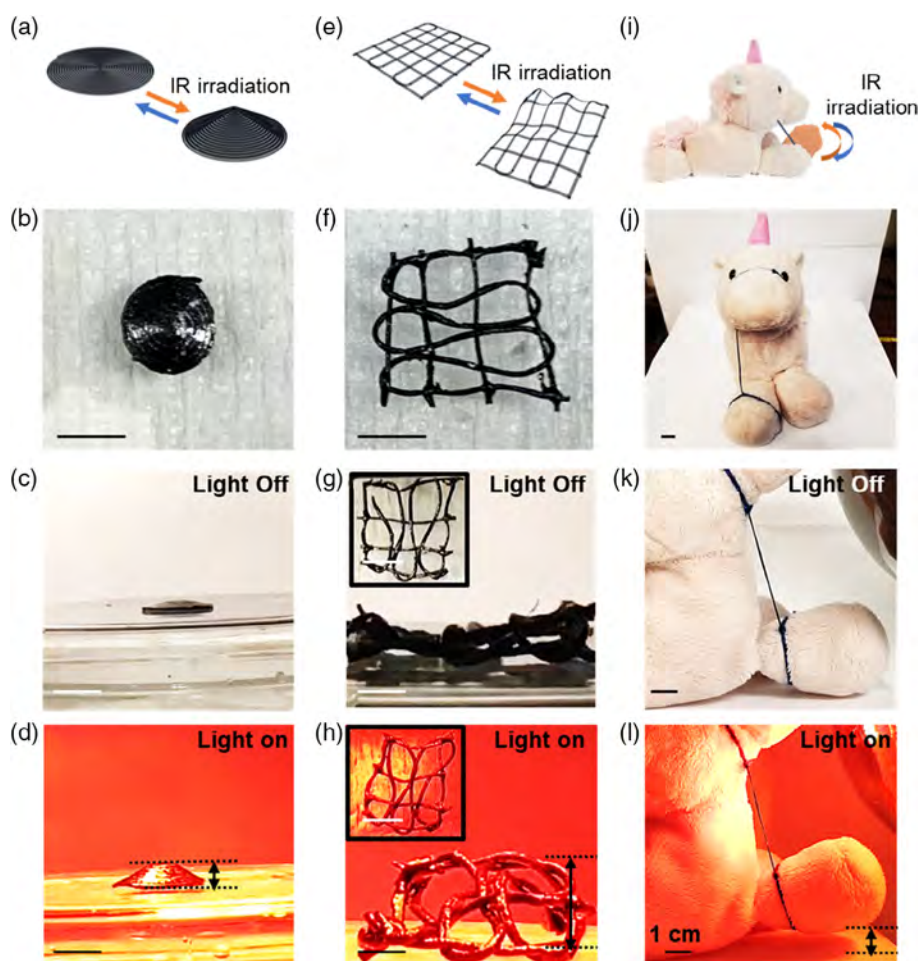 (a)
IR irradiation
(e)
IR irradiation
(i)
IR
irradiation
(b)
(f)
(j)
(c)
Light Off
(g)
Light Off
(k)
Light Off
(d)
Light on
(h)
Light on
(l)
Light on
1 cm